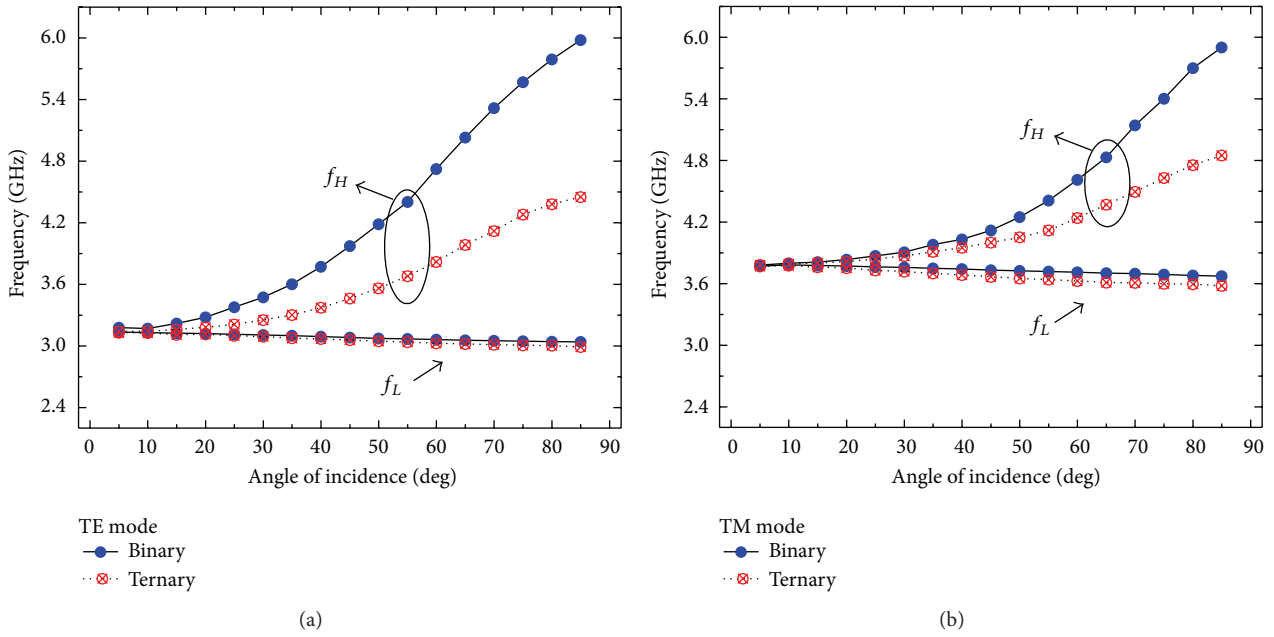 6.0
5.4
4.8
4.2
3.6
3.0
2.4
Frequency (GHz)
f_H
f_L
0 10 20 30 40 50 60 70 80 90
Angle of incidence (deg)
TE mode
Binary
Ternary
(a)
6.0
5.4
4.8
4.2
3.6
3.0
2.4
Frequency (GHz)
f_H
f_L
0 10 20 30 40 50 60 70 80 90
Angle of incidence (deg)
TM mode
Binary
Ternary
(b)